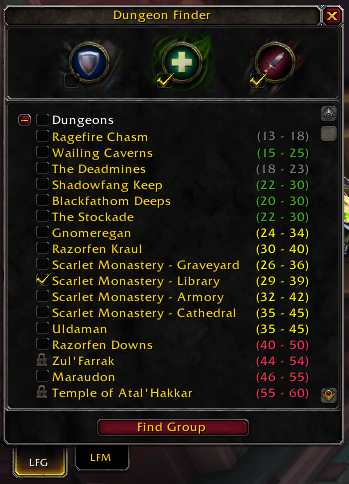 Dungeon Finder
Dungeons
Ragefire Chasm (13 - 18)
Wailing Caverns (15 - 25)
The Deadmines (18 - 23)
Shadowfang Keep (22 - 30)
Blackfathom Deeps (20 - 30)
The Stockade (22 - 30)
Gnomeregan (24 - 34)
Razorfen Kraul (30 - 40)
Scarlet Monastery - Graveyard (26 - 36)
Scarlet Monastery - Library (29 - 39)
Scarlet Monastery - Armory (32 - 42)
Scarlet Monastery - Cathedral (35 - 45)
Uldaman (35 - 45)
Razorfen Downs (40 - 50)
Zul'Farrak (44 - 54)
Maraudon (46 - 55)
Temple of Atal'Hakkar (55 - 60)
Find Group
LFG LFM